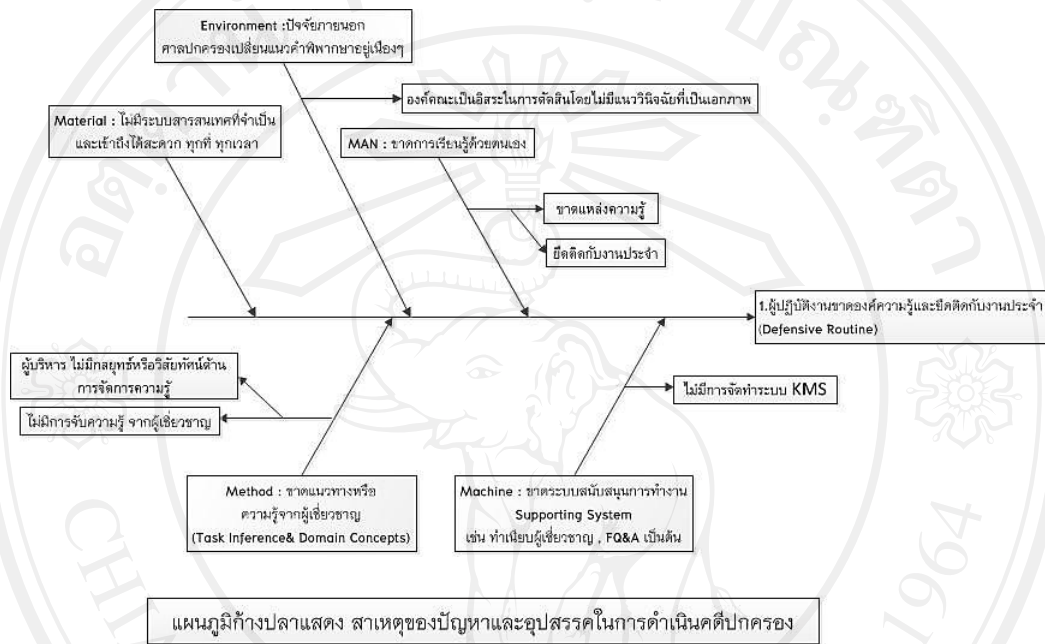 Environment :ปัจจัยภายนอก
ศาลปกครองเปลี่ยนแนวคำพิพากษาอยู่เนืองๆ
องค์คณะเป็นอิสระในการตัดสินโดยไม่มีแนววินิจฉัยที่เป็นเอกภาพ
Material : ไม่มีระบบสารสนเทศที่จำเป็น
และเข้าถึงได้สะดวก ทุกที่ ทุกเวลา
MAN : ขาดการเรียนรู้ด้วยตนเอง
ขาดแหล่งความรู้
ยึดติดกับงานประจำ
1.ผู้ปฏิบัติงานขาดองค์ความรู้และยึดติดกับงานประจำ
(Defensive Routine)
ผู้บริหาร ไม่มีกลยุทธ์หรือวิสัยทัศน์ด้าน
การจัดการความรู้
ไม่มีการจับความรู้ จากผู้เชี่ยวชาญ
ไม่มีการจัดทำระบบ KMS
Method : ขาดแนวทางหรือ
ความรู้จากผู้เชี่ยวชาญ
(Task Inference& Domain Concepts)
Machine : ขาดระบบสนับสนุนการทำงาน
Supporting System
เช่น ทำเนียบผู้เชี่ยวชาญ , FQ&A เป็นต้น
แผนภูมิก้างปลาแสดง สาเหตุของปัญหาและอุปสรรคในการดำเนินคดีปกครอง
1964